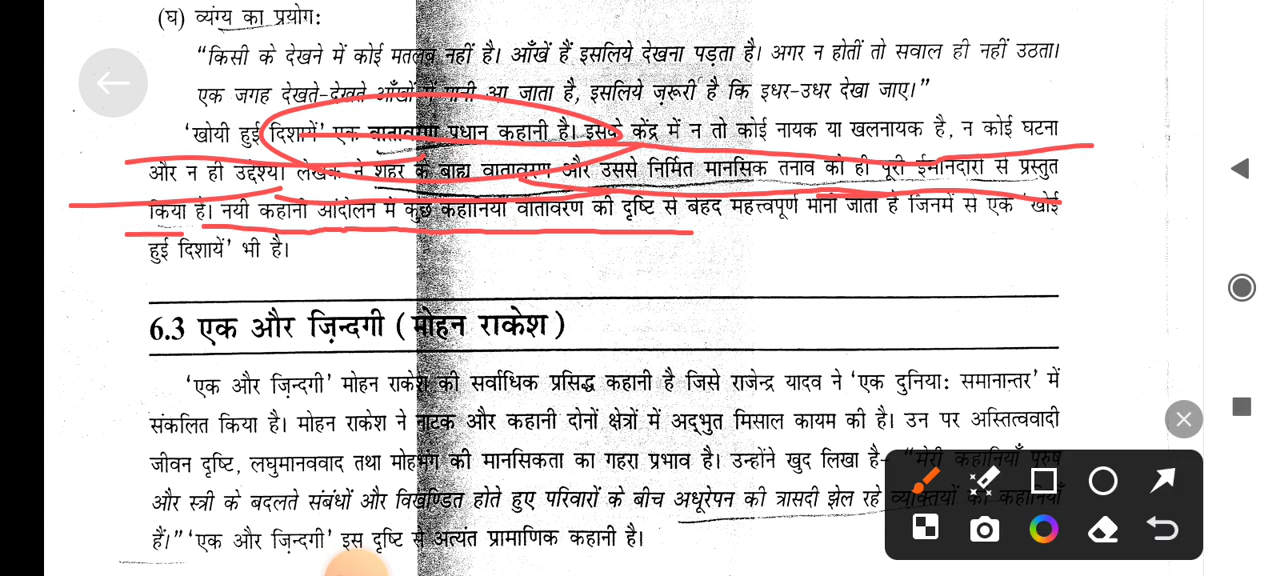 (घ) व्यंग्य का प्रयोग:
“किसी के देखने में कोई मतलब नहीं है। आँखें हैं इसलिये देखना पड़ता है। अगर न होतीं तो सवाल ही नहीं उठता।
एक जगह देखते-देखते आँखों में पानी आ जाता है, इसलिये ज़रूरी है कि इधर-उधर देखा जाए।”
‘खोयी हुई दिशायें’ एक वातावरण प्रधान कहानी है। इसके केंद्र में न तो कोई नायक या खलनायक है, न कोई घटना
और न ही उद्देश्य। लेखक ने शहर के बाह्य वातावरण और उससे निर्मित मानसिक तनाव को ही पूरी ईमानदारी से प्रस्तुत
किया है। नयी कहानी आंदोलन में कुछ कहानियाँ वातावरण की दृष्टि से बेहद महत्त्वपूर्ण मानी जाती हैं जिनमें से एक ‘खोई
हुई दिशायें’ भी है।
6.3 एक और ज़िन्दगी (मोहन राकेश)
‘एक और ज़िन्दगी’ मोहन राकेश की सर्वाधिक प्रसिद्ध कहानी है जिसे राजेन्द्र यादव ने ‘एक दुनिया: समानान्तर’ में
संकलित किया है। मोहन राकेश ने नाटक और कहानी दोनों क्षेत्रों में अद्भुत मिसाल कायम की है। उन पर अस्तित्ववादी
जीवन दृष्टि, लघुमानववाद तथा मोहभंग की मानसिकता का गहरा प्रभाव है। उन्होंने खुद लिखा है- “मेरी कहानियाँ पुरुष
और स्त्री के बदलते संबंधों और विखण्डित होते हुए परिवारों के बीच अधूरेपन की त्रासदी झेल रहे व्यक्तियों की कहानियाँ
हैं।” ‘एक और ज़िन्दगी’ इस दृष्टि से अत्यंत प्रामाणिक कहानी है।